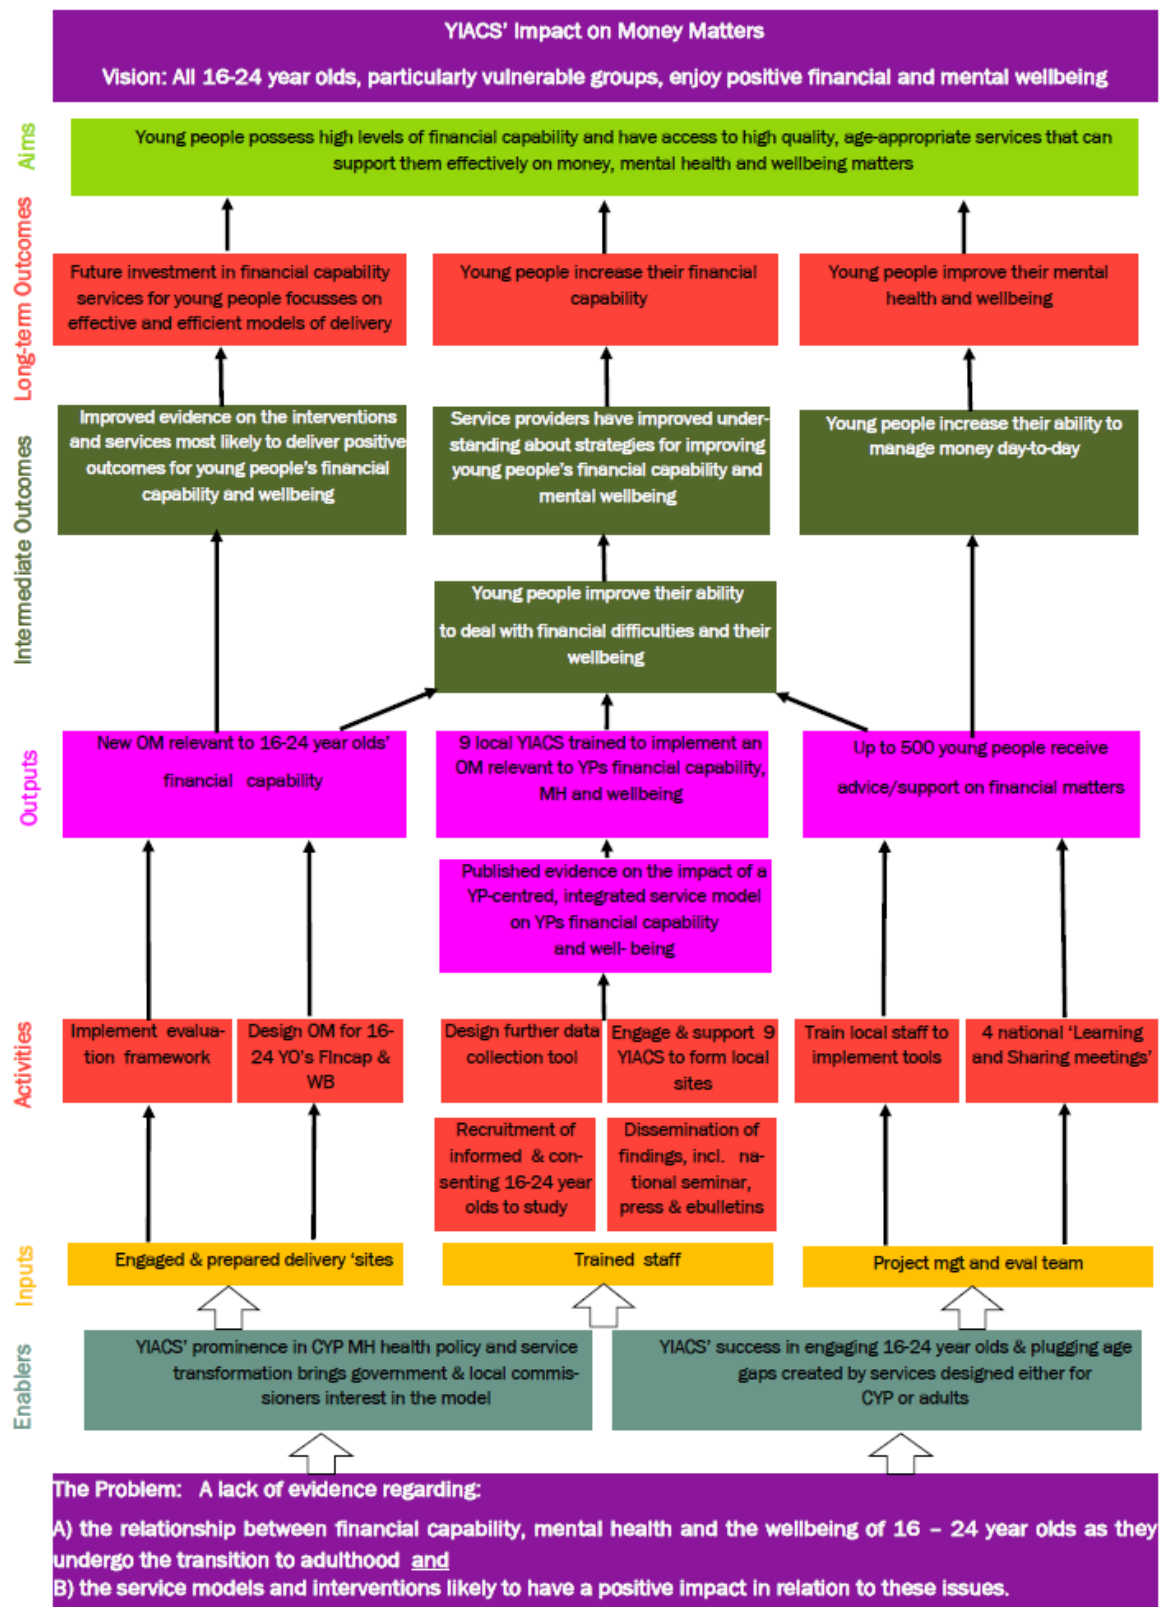 YIACS’ Impact on Money Matters
Vision: All 16-24 year olds, particularly vulnerable groups, enjoy positive financial and mental wellbeing
Aims
Young people possess high levels of financial capability and have access to high quality, age-appropriate services that can
support them effectively on money, mental health and wellbeing matters
Long-term Outcomes
Future investment in financial capability
services for young people focusses on
effective and efficient models of delivery
Young people increase their financial
capability
Young people improve their mental
health and wellbeing
Intermediate Outcomes
Improved evidence on the interventions
and services most likely to deliver positive
outcomes for young people’s financial
capability and wellbeing
Service providers have improved under-
standing about strategies for improving
young people’s financial capability and
mental wellbeing
Young people increase their ability to
manage money day-to-day
Young people improve their ability
to deal with financial difficulties and their
wellbeing
Outputs
New OM relevant to 16-24 year olds’
financial capability
9 local YIACS trained to implement an
OM relevant to YPs financial capability,
MH and wellbeing
Up to 500 young people receive
advice/support on financial matters
Published evidence on the impact of a
YP-centred, integrated service model
on YPs financial capability
and well- being
Activities
Implement evalua-
tion framework
Design OM for 16-
24 YO’s Fincap &
WB
Design further data
collection tool
Engage & support 9
YIACS to form local
sites
Train local staff to
implement tools
4 national ‘Learning
and Sharing meetings’
Recruitment of
informed & con-
senting 16-24 year
olds to study
Dissemination of
findings, incl. na-
tional seminar,
press & ebulletins
Inputs
Engaged & prepared delivery ‘sites
Trained staff
Project mgt and eval team
Enablers
YIACS’ prominence in CYP MH health policy and service
transformation brings government & local commis-
sioners interest in the model
YIACS’ success in engaging 16-24 year olds & plugging age
gaps created by services designed either for
CYP or adults
The Problem: A lack of evidence regarding:
A) the relationship between financial capability, mental health and the wellbeing of 16 – 24 year olds as they
undergo the transition to adulthood and
B) the service models and interventions likely to have a positive impact in relation to these issues.